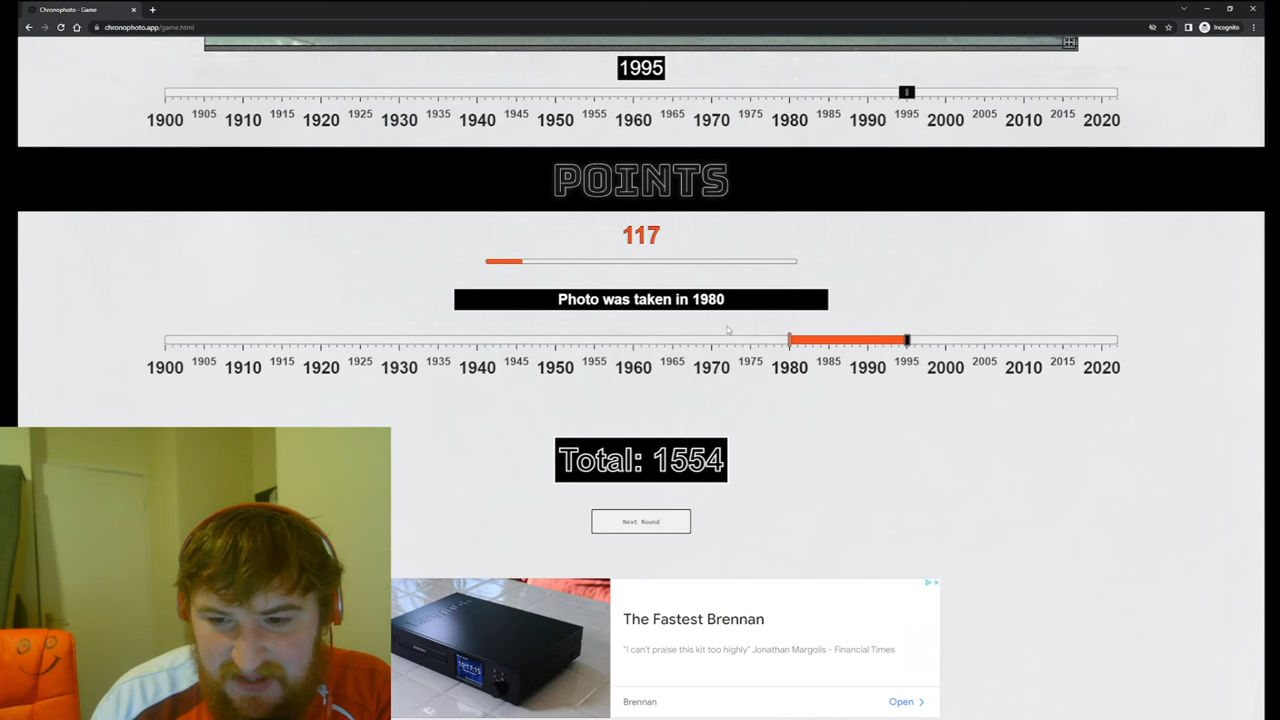 Chronophoto - Game
chronophoto.app/game.html
Incognito
1995
1900 1905 1910 1915 1920 1925 1930 1935 1940 1945 1950 1955 1960 1965 1970 1975 1980 1985 1990 1995 2000 2005 2010 2015 2020
POINTS
117
Photo was taken in 1980
1900 1905 1910 1915 1920 1925 1930 1935 1940 1945 1950 1955 1960 1965 1970 1975 1980 1985 1990 1995 2000 2005 2010 2015 2020
Total: 1554
Next Round
The Fastest Brennan
"I can't praise this kit too highly" Jonathan Margolis - Financial Times
10:17:15
Brennan
Open